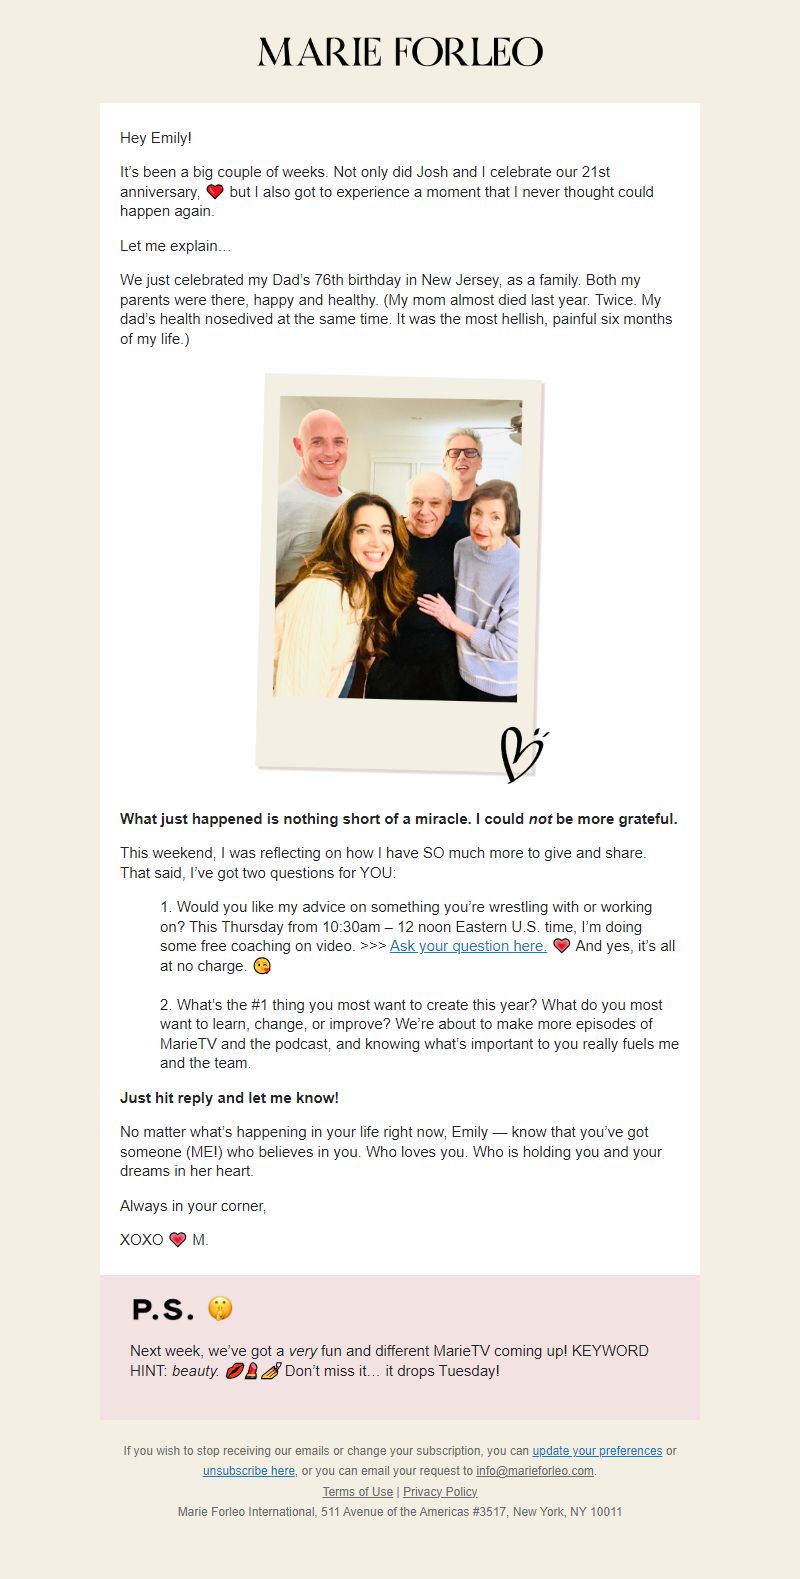 MARIE FORLEO
Hey Emily!
It’s been a big couple of weeks. Not only did Josh and I celebrate our 21st
anniversary, ❤️ but I also got to experience a moment that I never thought could
happen again.
Let me explain…
We just celebrated my Dad’s 76th birthday in New Jersey, as a family. Both my
parents were there, happy and healthy. (My mom almost died last year. Twice. My
dad’s health nosedived at the same time. It was the most hellish, painful six months
of my life.)
What just happened is nothing short of a miracle. I could not be more grateful.
This weekend, I was reflecting on how I have SO much more to give and share.
That said, I’ve got two questions for YOU:
1. Would you like my advice on something you’re wrestling with or working
on? This Thursday from 10:30am – 12 noon Eastern U.S. time, I’m doing
some free coaching on video. >>> Ask your question here. 💗 And yes, it’s all
at no charge. 😘
2. What’s the #1 thing you most want to create this year? What do you most
want to learn, change, or improve? We’re about to make more episodes of
MarieTV and the podcast, and knowing what’s important to you really fuels me
and the team.
Just hit reply and let me know!
No matter what’s happening in your life right now, Emily — know that you’ve got
someone (ME!) who believes in you. Who loves you. Who is holding you and your
dreams in her heart.
Always in your corner,
XOXO 💗 M.
P.S. 🤫
Next week, we’ve got a very fun and different MarieTV coming up! KEYWORD
HINT: beauty. 💋💄💅 Don’t miss it… it drops Tuesday!
If you wish to stop receiving our emails or change your subscription, you can update your preferences or
unsubscribe here, or you can email your request to info@marieforleo.com.
Terms of Use | Privacy Policy
Marie Forleo International, 511 Avenue of the Americas #3517, New York, NY 10011